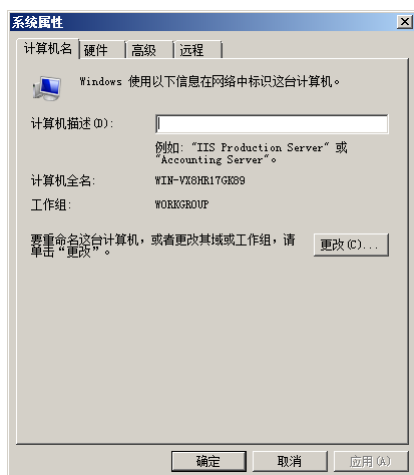 系统属性
计算机名 硬件 高级 远程
Windows 使用以下信息在网络中标识这台计算机。
计算机描述(D):
例如: "IIS Production Server" 或
"Accounting Server"。
计算机全名: WIN-VX8HR17GK89
工作组: WORKGROUP
要重命名这台计算机，或者更改其域或工作组，请
单击“更改”。
更改(C)...
确定 取消 应用(A)